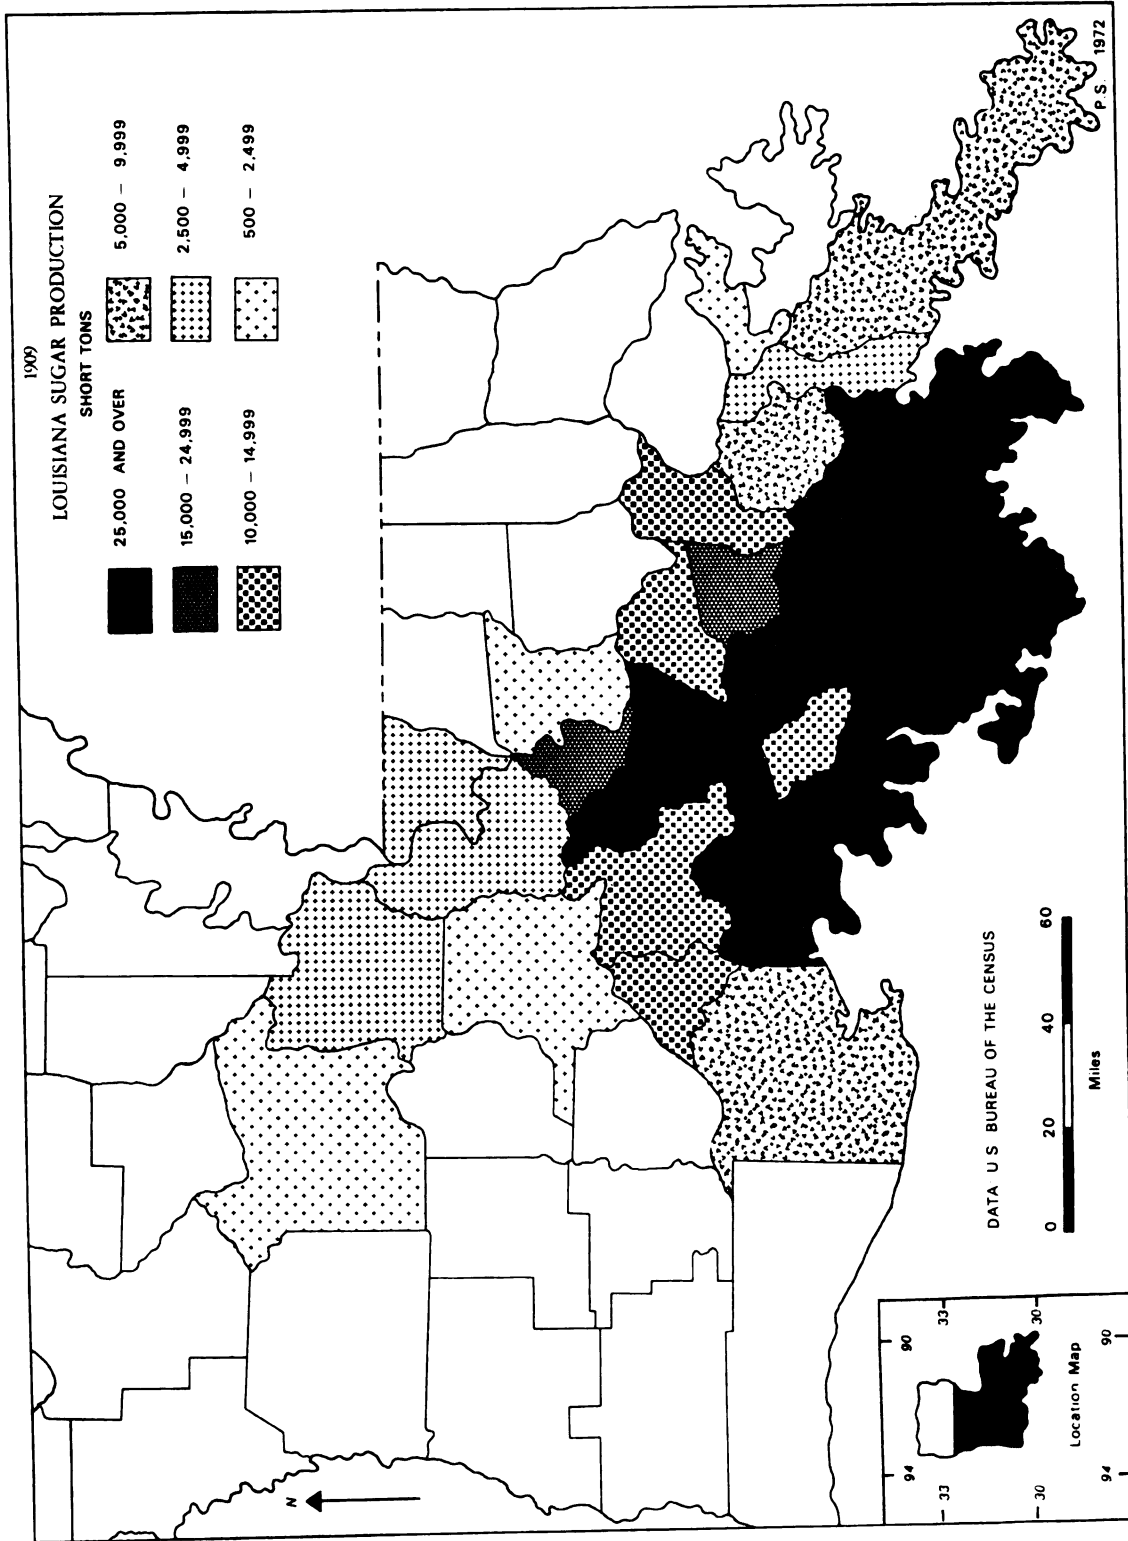 1909
LOUISIANA SUGAR PRODUCTION
SHORT TONS
25,000 AND OVER
15,000 – 24,999
10,000 – 14,999
5,000 – 9,999
2,500 – 4,999
500 – 2,499
N
DATA U S BUREAU OF THE CENSUS
0 20 40 60
Miles
94 90
33 33
30 30
Location Map
94 90
P.S. 1972